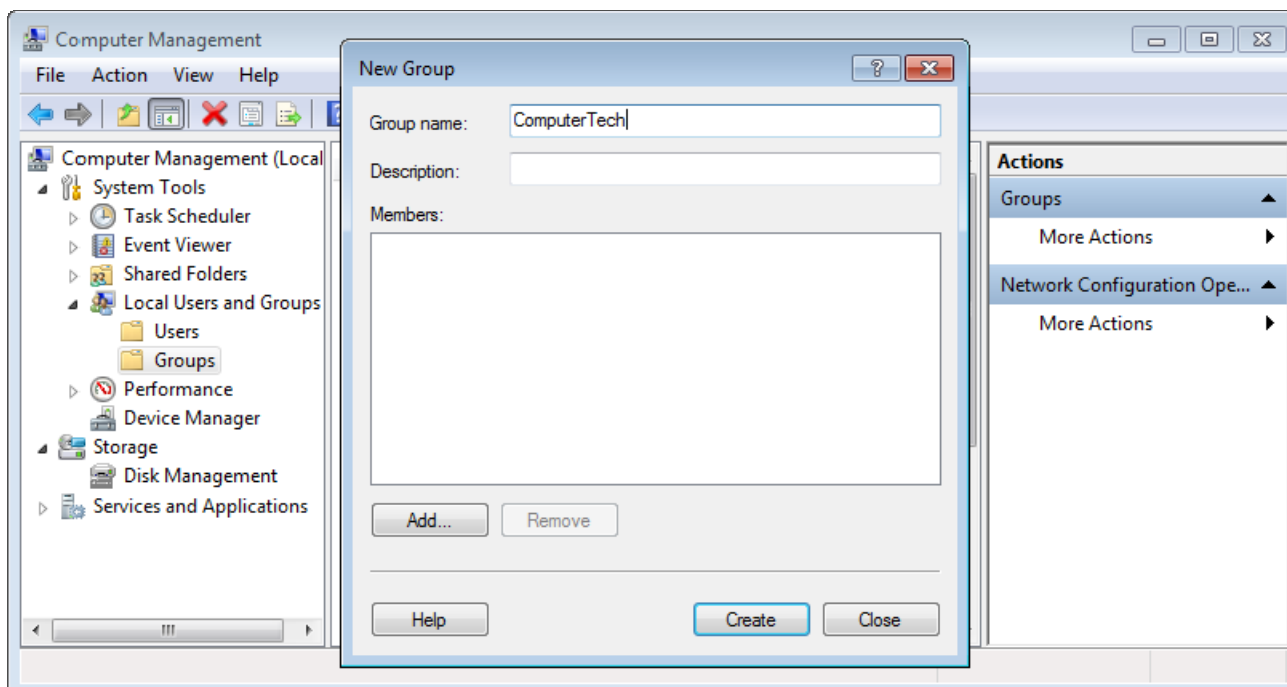 Computer Management
File Action View Help
Computer Management (Local
System Tools
Task Scheduler
Event Viewer
Shared Folders
Local Users and Groups
Users
Groups
Performance
Device Manager
Storage
Disk Management
Services and Applications
New Group
Group name: ComputerTech
Description:
Members:
Add... Remove
Help Create Close
Actions
Groups
More Actions
Network Configuration Ope...
More Actions